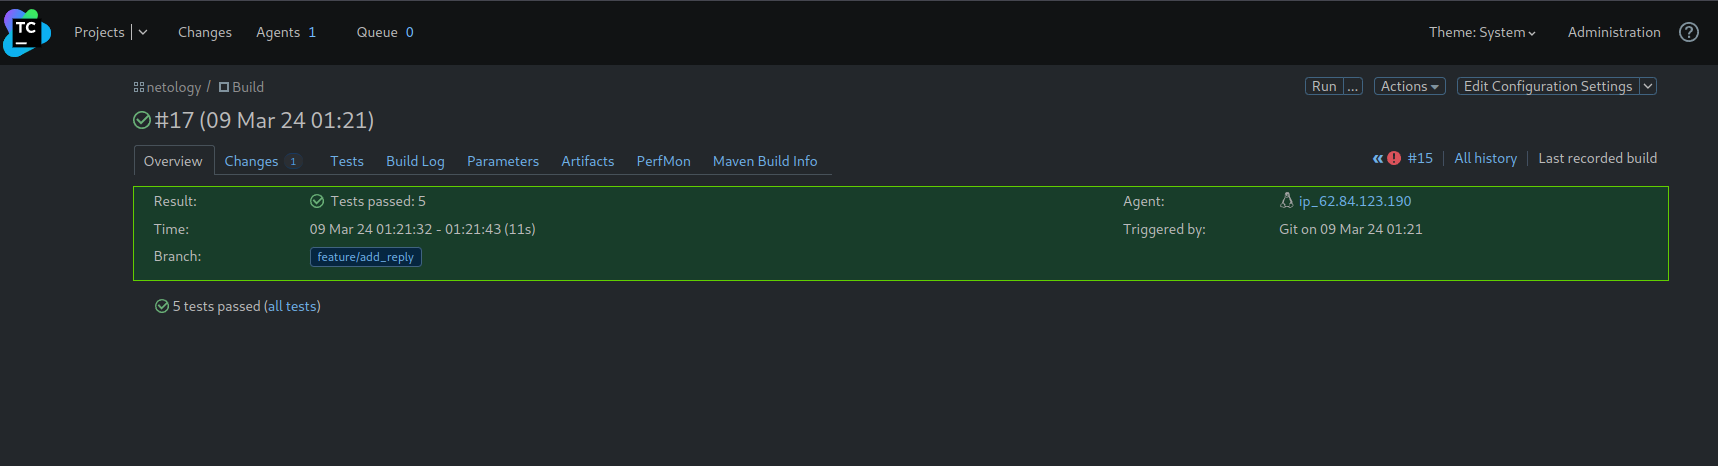 TC Projects Changes Agents 1 Queue 0 Theme: System Administration ?
netology / Build Run ... Actions Edit Configuration Settings
#17 (09 Mar 24 01:21)
Overview Changes 1 Tests Build Log Parameters Artifacts PerfMon Maven Build Info « ! #15 All history Last recorded build
Result: Tests passed: 5 Agent: ip_62.84.123.190
Time: 09 Mar 24 01:21:32 - 01:21:43 (11s) Triggered by: Git on 09 Mar 24 01:21
Branch: feature/add_reply
5 tests passed (all tests)